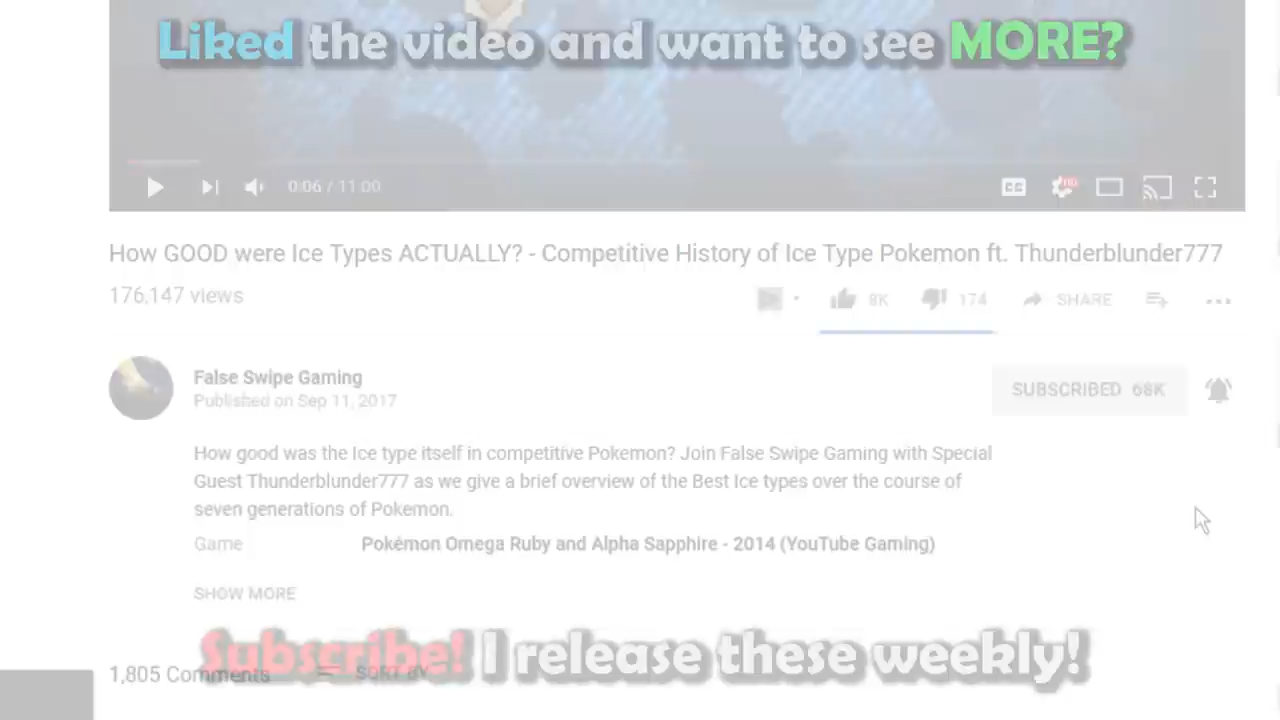 Liked the video and want to see MORE?
0:06 / 11:00
CC
HD
How GOOD were Ice Types ACTUALLY? - Competitive History of Ice Type Pokemon ft. Thunderblunder777
176,147 views
8K
174
SHARE
False Swipe Gaming
Published on Sep 11, 2017
SUBSCRIBED 68K
How good was the Ice type itself in competitive Pokemon? Join False Swipe Gaming with Special
Guest Thunderblunder777 as we give a brief overview of the Best Ice types over the course of
seven generations of Pokemon.
Game
Pokémon Omega Ruby and Alpha Sapphire - 2014 (YouTube Gaming)
SHOW MORE
Subscribe! I release these weekly!
1,805 Comments
SORT BY